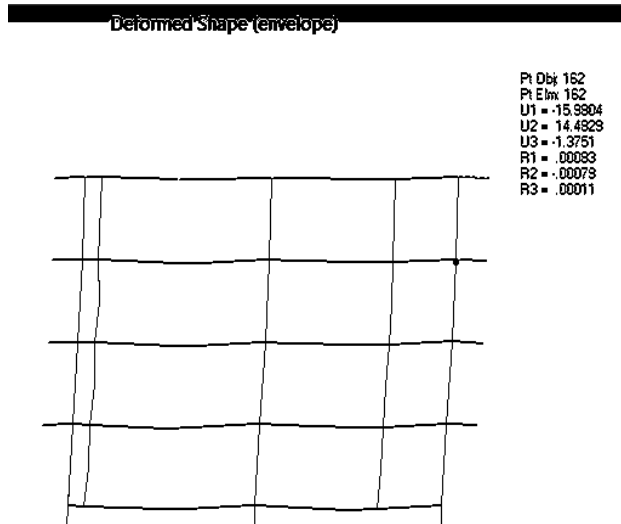 Deformed Shape (envelope)
Pt Obj: 162
Pt Elm: 162
U1 = -15.9904
U2 = 14.4829
U3 = -1.3751
R1 = .00083
R2 = -.00079
R3 = .00011